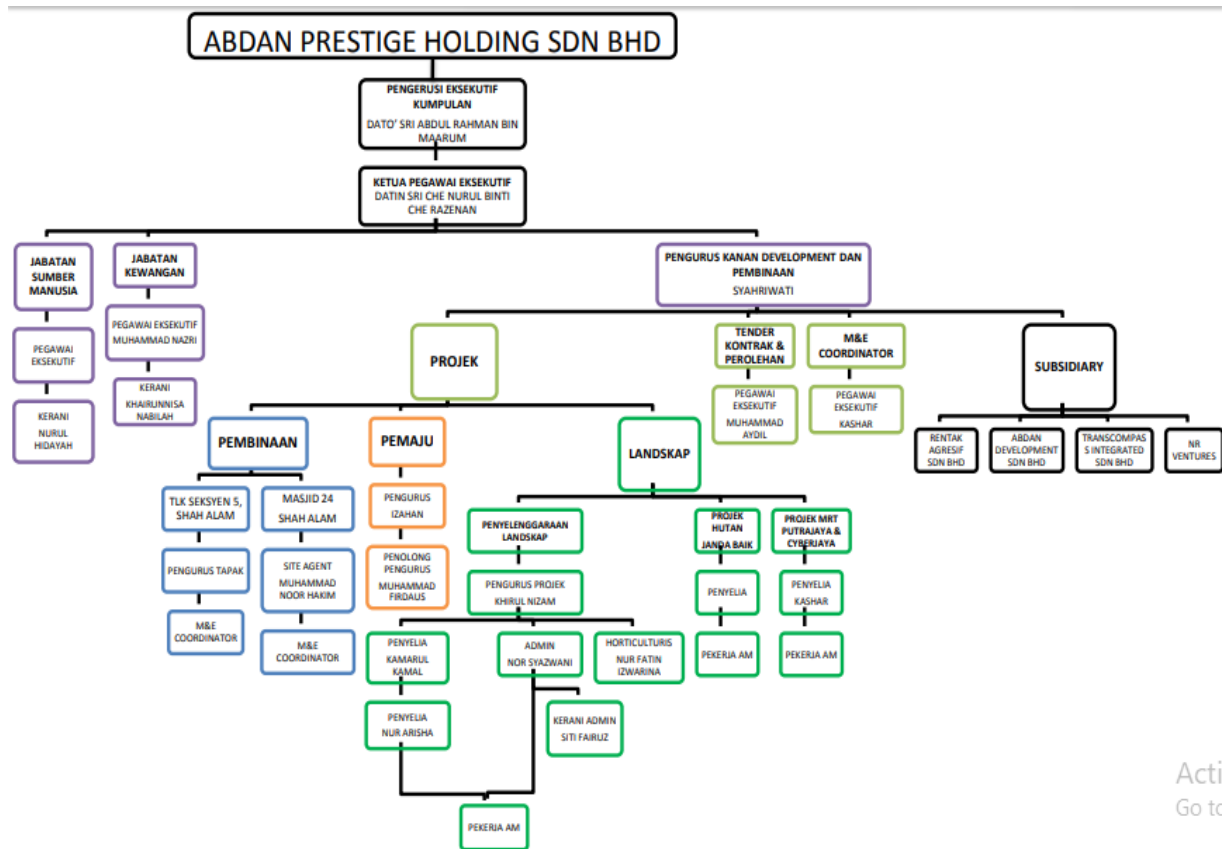 ABDAN PRESTIGE HOLDING SDN BHD
PENGERUSI EKSEKUTIF
KUMPULAN
DATO' SRI ABDUL RAHMAN BIN
MAARUM
KETUA PEGAWAI EKSEKUTIF
DATIN SRI CHE NURUL BINTI
CHE RAZENAN
JABATAN
SUMBER
MANUSIA
JABATAN
KEWANGAN
PENGURUS KANAN DEVELOPMENT DAN
PEMBINAAN
SYAHRIWATI
PEGAWAI
EKSEKUTIF
PEGAWAI EKSEKUTIF
MUHAMMAD NAZRI
KERANI
NURUL
HIDAYAH
KERANI
KHAIRUNNISA
NABILAH
PROJEK
TENDER
KONTRAK &
PEROLEHAN
M&E
COORDINATOR
SUBSIDIARY
PEGAWAI
EKSEKUTIF
MUHAMMAD
AYDIL
PEGAWAI
EKSEKUTIF
KASHAR
RENTAK
AGRESIF
SDN BHD
ABDAN
DEVELOPMENT
SDN BHD
TRANSCOMPAS
S INTEGRATED
SDN BHD
NR
VENTURES
PEMBINAAN
PEMAJU
LANDSKAP
TLK SEKSYEN 5,
SHAH ALAM
MASJID 24
SHAH ALAM
PENGURUS
IZAHAN
PENYELENGGARAAN
LANDSKAP
PROJEK
HUTAN
JANDA BAIK
PROJEK MRT
PUTRAJAYA &
CYBERJAYA
PENGURUS TAPAK
SITE AGENT
MUHAMMAD
NOOR HAKIM
PENOLONG
PENGURUS
MUHAMMAD
FIRDAUS
PENGURUS PROJEK
KHIRUL NIZAM
PENYELIA
PENYELIA
KASHAR
M&E
COORDINATOR
M&E
COORDINATOR
PENYELIA
KAMARUL
KAMAL
ADMIN
NOR SYAZWANI
HORTICULTURIS
NUR FATIN
IZWARINA
PEKERJA AM
PEKERJA AM
PENYELIA
NUR ARISHA
KERANI ADMIN
SITI FAIRUZ
PEKERJA AM
Acti
Go to